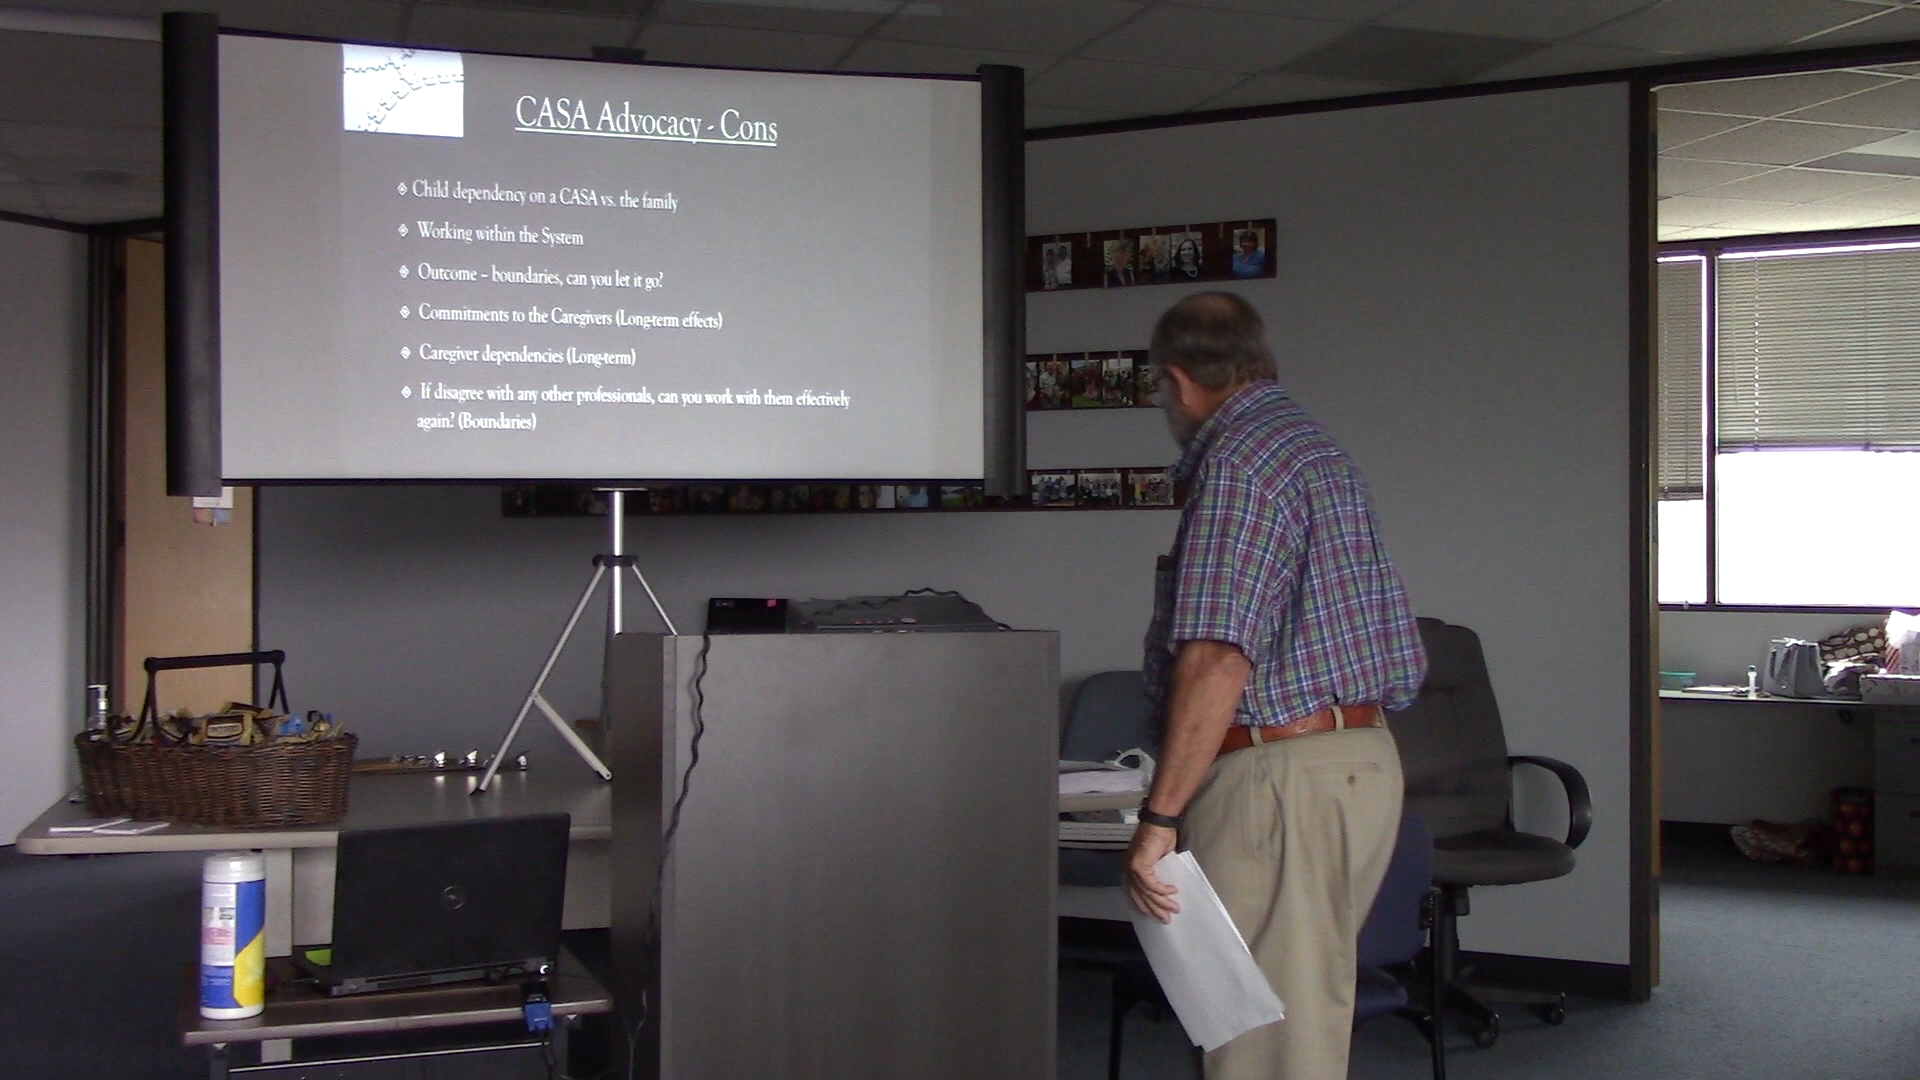 CASA Advocacy - Cons
Child dependency on a CASA vs. the family
Working within the System
Outcome – boundaries, can you let it go?
Commitments to the Caregivers (Long-term effects)
Caregiver dependencies (Long-term)
If disagree with any other professionals, can you work with them effectively
again? (Boundaries)